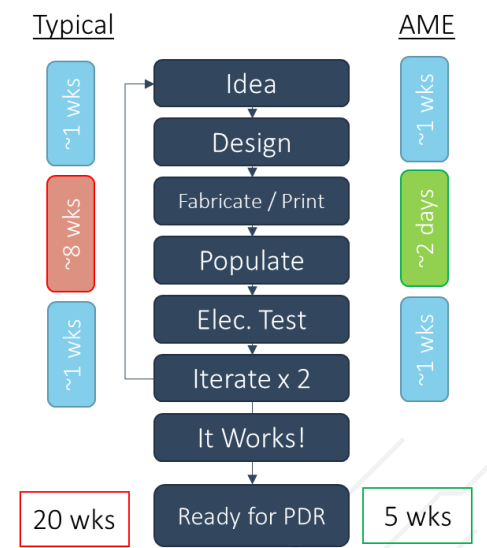 Typical
AME
~1 wks
~8 wks
~1 wks
Idea
Design
Fabricate / Print
Populate
Elec. Test
Iterate x 2
It Works!
Ready for PDR
~1 wks
~2 days
~1 wks
20 wks
5 wks